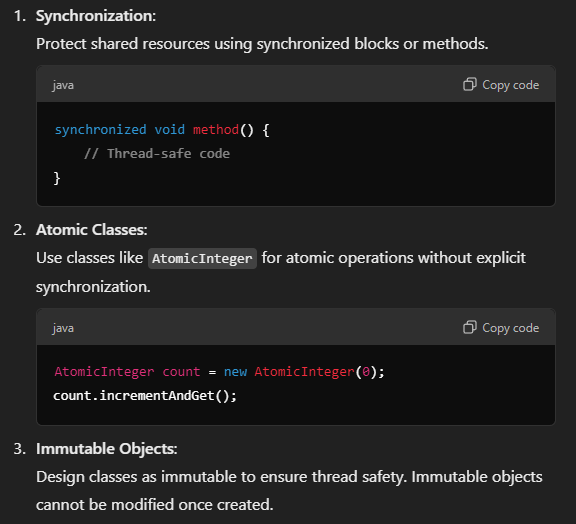 1. Synchronization:
Protect shared resources using synchronized blocks or methods.
java Copy code
synchronized void method() {
    // Thread-safe code
}
2. Atomic Classes:
Use classes like AtomicInteger for atomic operations without explicit
synchronization.
java Copy code
AtomicInteger count = new AtomicInteger(0);
count.incrementAndGet();
3. Immutable Objects:
Design classes as immutable to ensure thread safety. Immutable objects
cannot be modified once created.